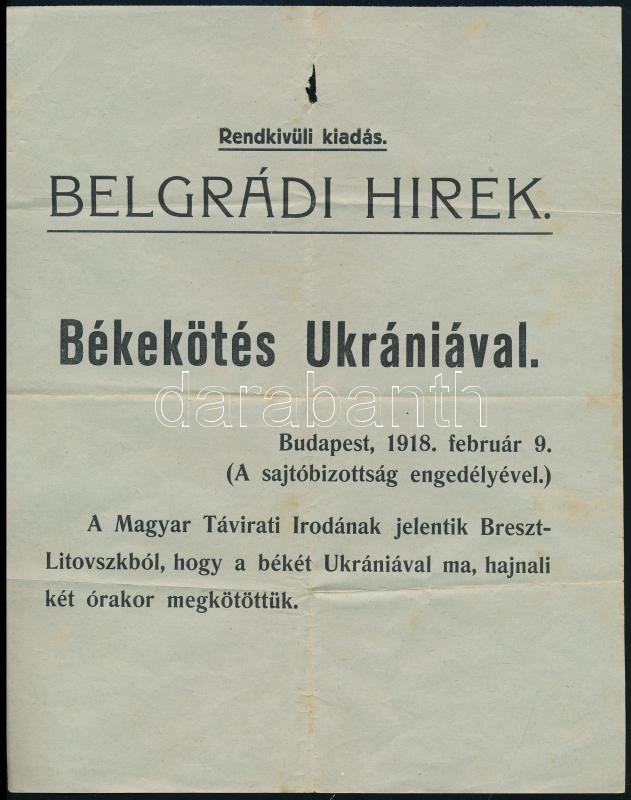 Rendkivüli kiadás.
BELGRÁDI HIREK.
Békekötés Ukrániával.
darabanth
Budapest, 1918. február 9.
(A sajtóbizottság engedélyével.)
A Magyar Távirati Irodának jelentik Breszt-
Litovszkból, hogy a békét Ukrániával ma, hajnali
két órakor megkötöttük.